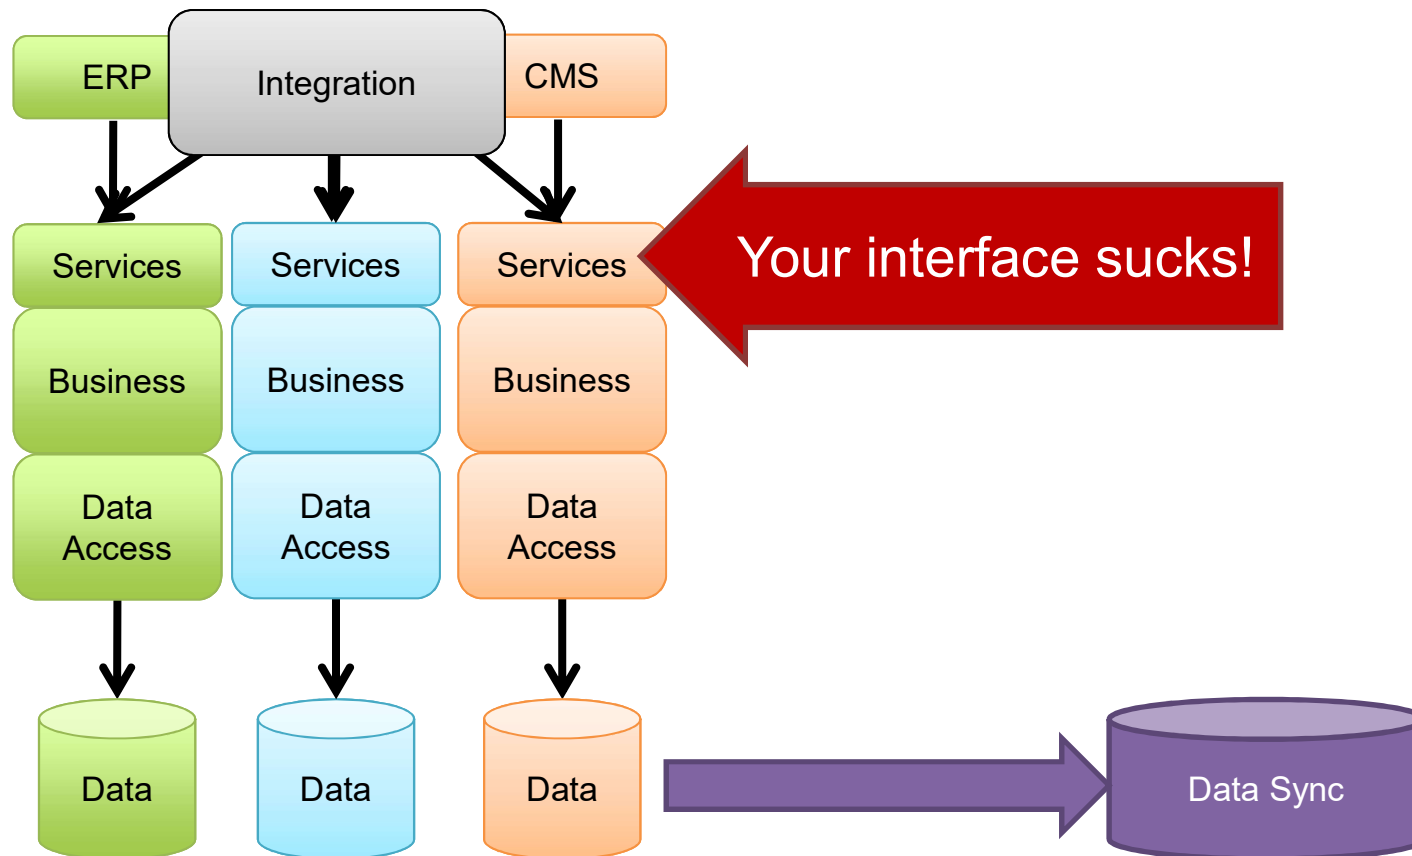 ERP
Integration
CMS
Services
Services
Services
Your interface sucks!
Business
Business
Business
Data
Access
Data
Access
Data
Access
Data
Data
Data
Data Sync